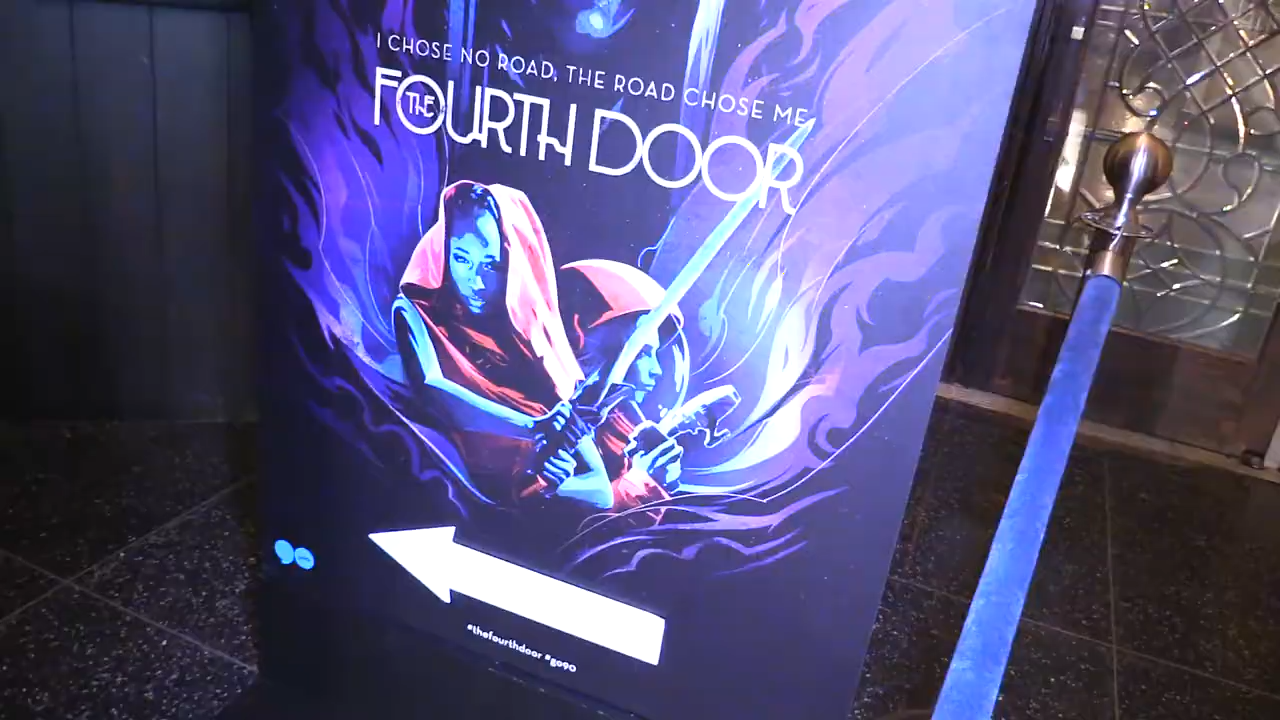 I CHOSE NO ROAD, THE ROAD CHOSE ME
THE FOURTH DOOR
#thefourthdoor #go90